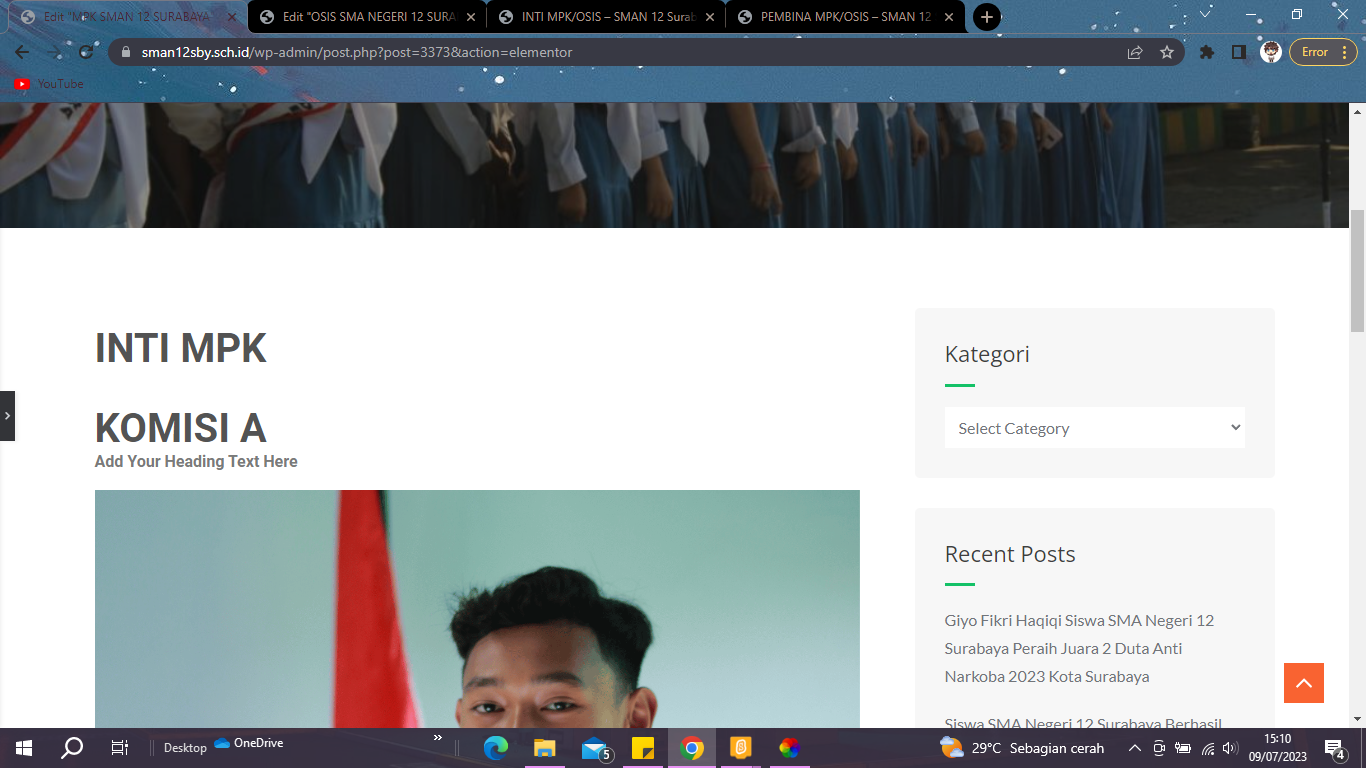 Edit "MPK SMAN 12 SURABAYA
Edit "OSIS SMA NEGERI 12 SURA
INTI MPK/OSIS – SMAN 12 Surab
PEMBINA MPK/OSIS – SMAN 12
sman12sby.sch.id/wp-admin/post.php?post=3373&action=elementor
Error
YouTube
INTI MPK
KOMISI A
Add Your Heading Text Here
Kategori
Select Category
Recent Posts
Giyo Fikri Haqiqi Siswa SMA Negeri 12
Surabaya Peraih Juara 2 Duta Anti
Narkoba 2023 Kota Surabaya
Siswa SMA Negeri 12 Surabaya Berhasil
Desktop
OneDrive
5
29°C Sebagian cerah
15:10
09/07/2023
4